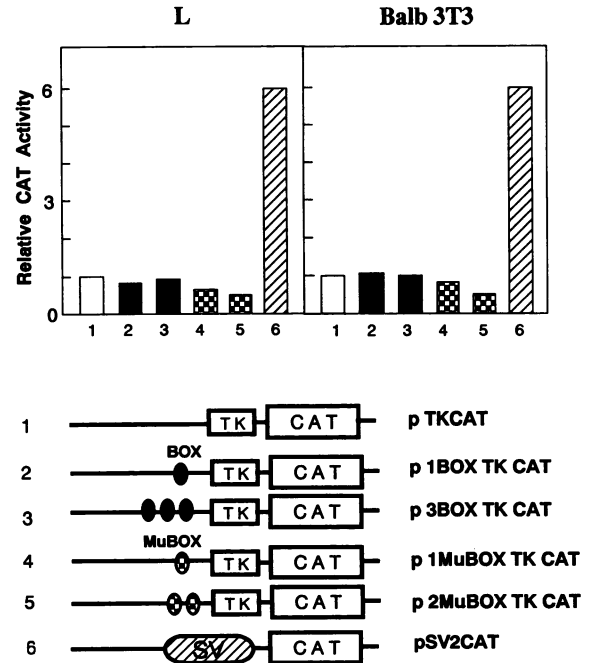 L Balb 3T3
Relative CAT Activity
6
3
0
1 2 3 4 5 6 1 2 3 4 5 6
1 TK CAT p TKCAT
BOX
2 TK CAT p 1BOX TK CAT
3 TK CAT p 3BOX TK CAT
MuBOX
4 TK CAT p 1MuBOX TK CAT
5 TK CAT p 2MuBOX TK CAT
6 SV CAT pSV2CAT